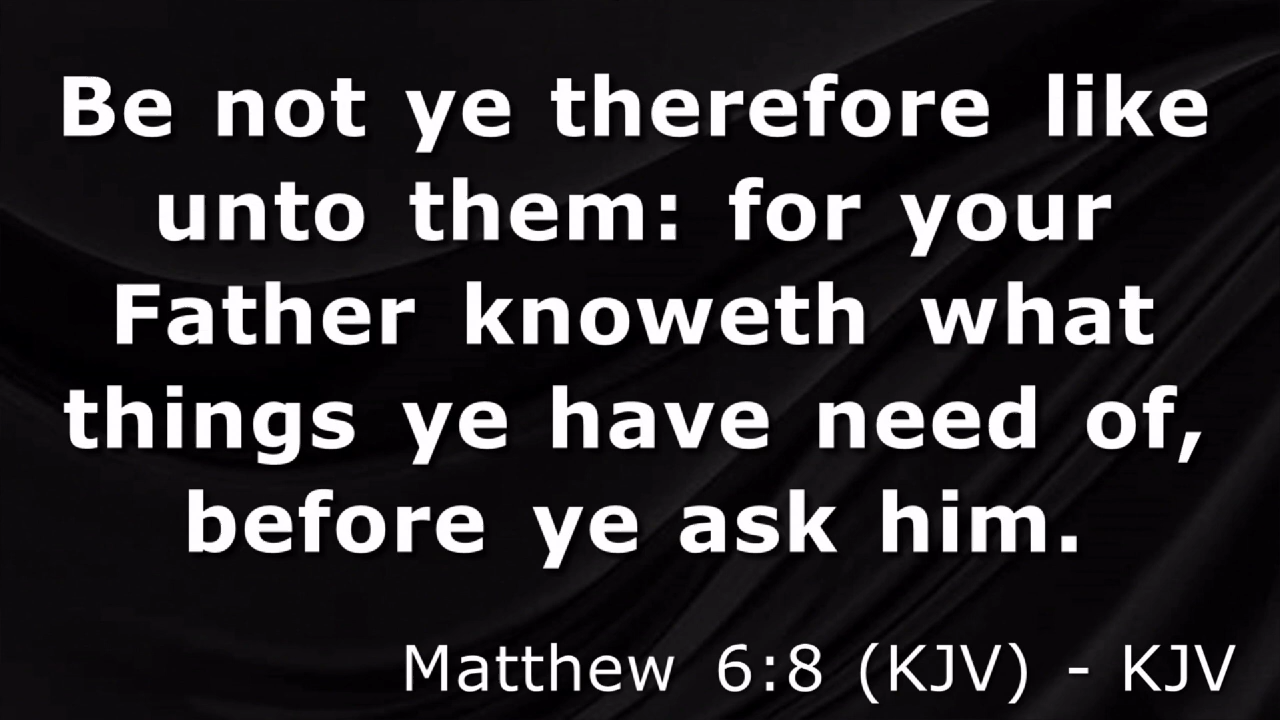 Be not ye therefore like
unto them: for your
Father knoweth what
things ye have need of,
before ye ask him.
Matthew 6:8 (KJV) - KJV